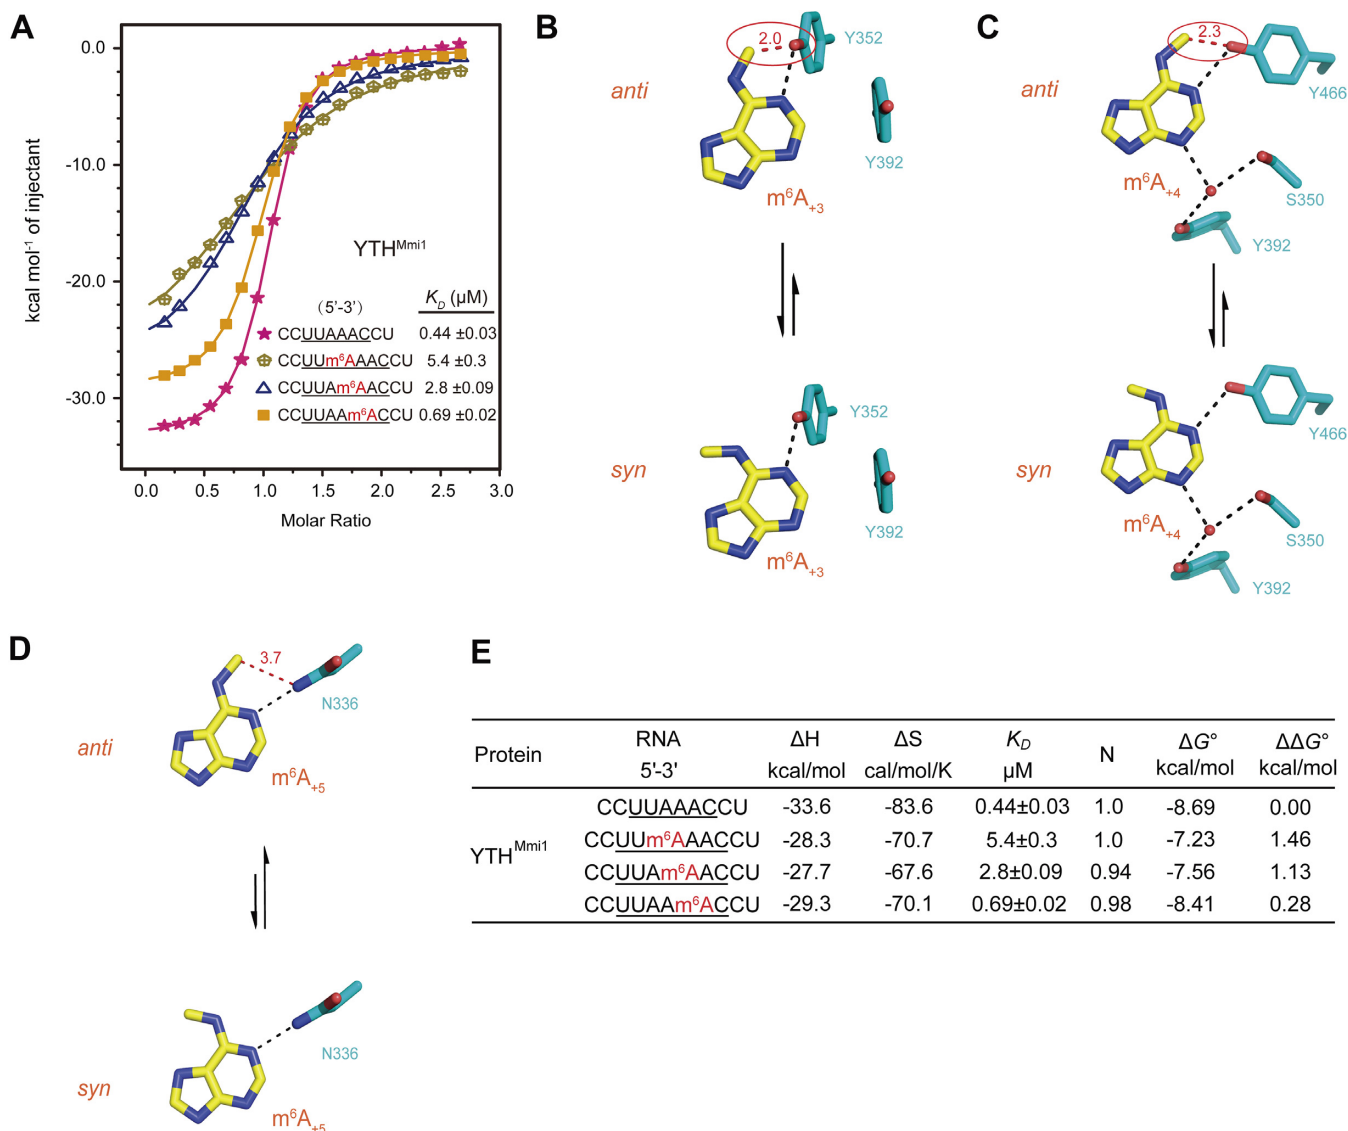 A
kcal mol-1 of injectant
0.0
-10.0
-20.0
-30.0
0.0 0.5 1.0 1.5 2.0 2.5 3.0
Molar Ratio
YTHMmi1
(5'-3') KD (µM)
CCUUAAACCU 0.44 ±0.03
CCUUm6AAACCU 5.4 ±0.3
CCUUAm6AACCU 2.8 ±0.09
CCUUAAm6ACCU 0.69 ±0.02
B
2.0
Y352
anti
Y392
m6A+3
Y352
syn
Y392
m6A+3
C
2.3
anti
Y466
m6A+4
S350
Y392
Y466
syn
m6A+4
S350
Y392
D
3.7
N336
anti
m6A+5
N336
syn
m6A+5
E
Protein RNA 5'-3' ΔH kcal/mol ΔS cal/mol/K KD µM N ΔG° kcal/mol ΔΔG° kcal/mol
YTHMmi1
CCUUAAACCU -33.6 -83.6 0.44±0.03 1.0 -8.69 0.00
CCUUm6AAACCU -28.3 -70.7 5.4±0.3 1.0 -7.23 1.46
CCUUAm6AACCU -27.7 -67.6 2.8±0.09 0.94 -7.56 1.13
CCUUAAm6ACCU -29.3 -70.1 0.69±0.02 0.98 -8.41 0.28